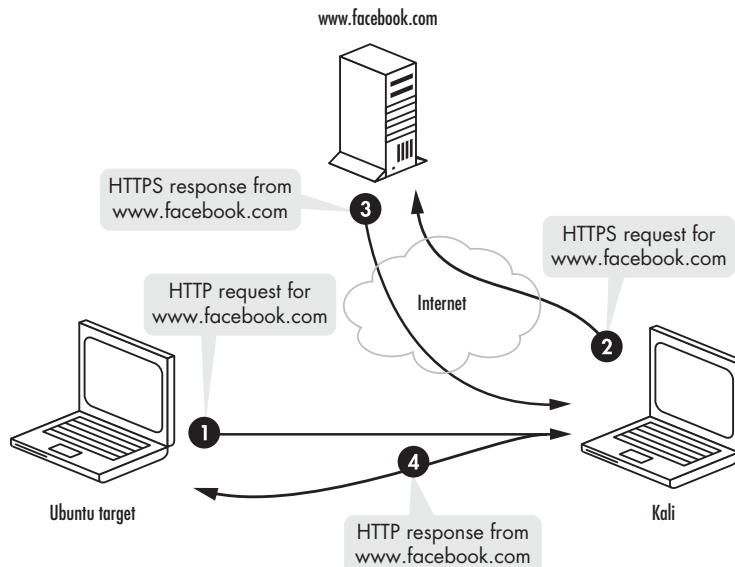 www.facebook.com
HTTPS response from
www.facebook.com
3
HTTPS request for
www.facebook.com
HTTP request for
www.facebook.com
Internet
2
1
4
Ubuntu target
Kali
HTTP response from
www.facebook.com